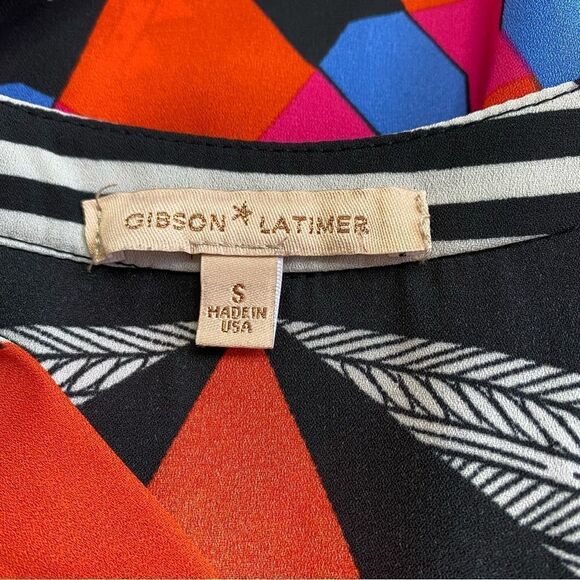 GIBSON * LATIMER
S
MADE IN
USA